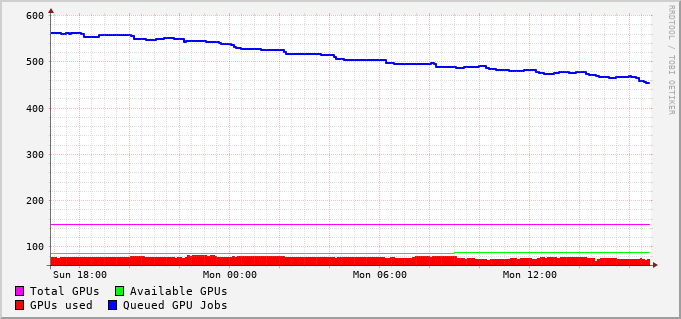 600
500
400
300
200
100
Sun 18:00 Mon 00:00 Mon 06:00 Mon 12:00
Total GPUs Available GPUs
GPUs used Queued GPU Jobs
RRDTOOL / TOBI OETIKER